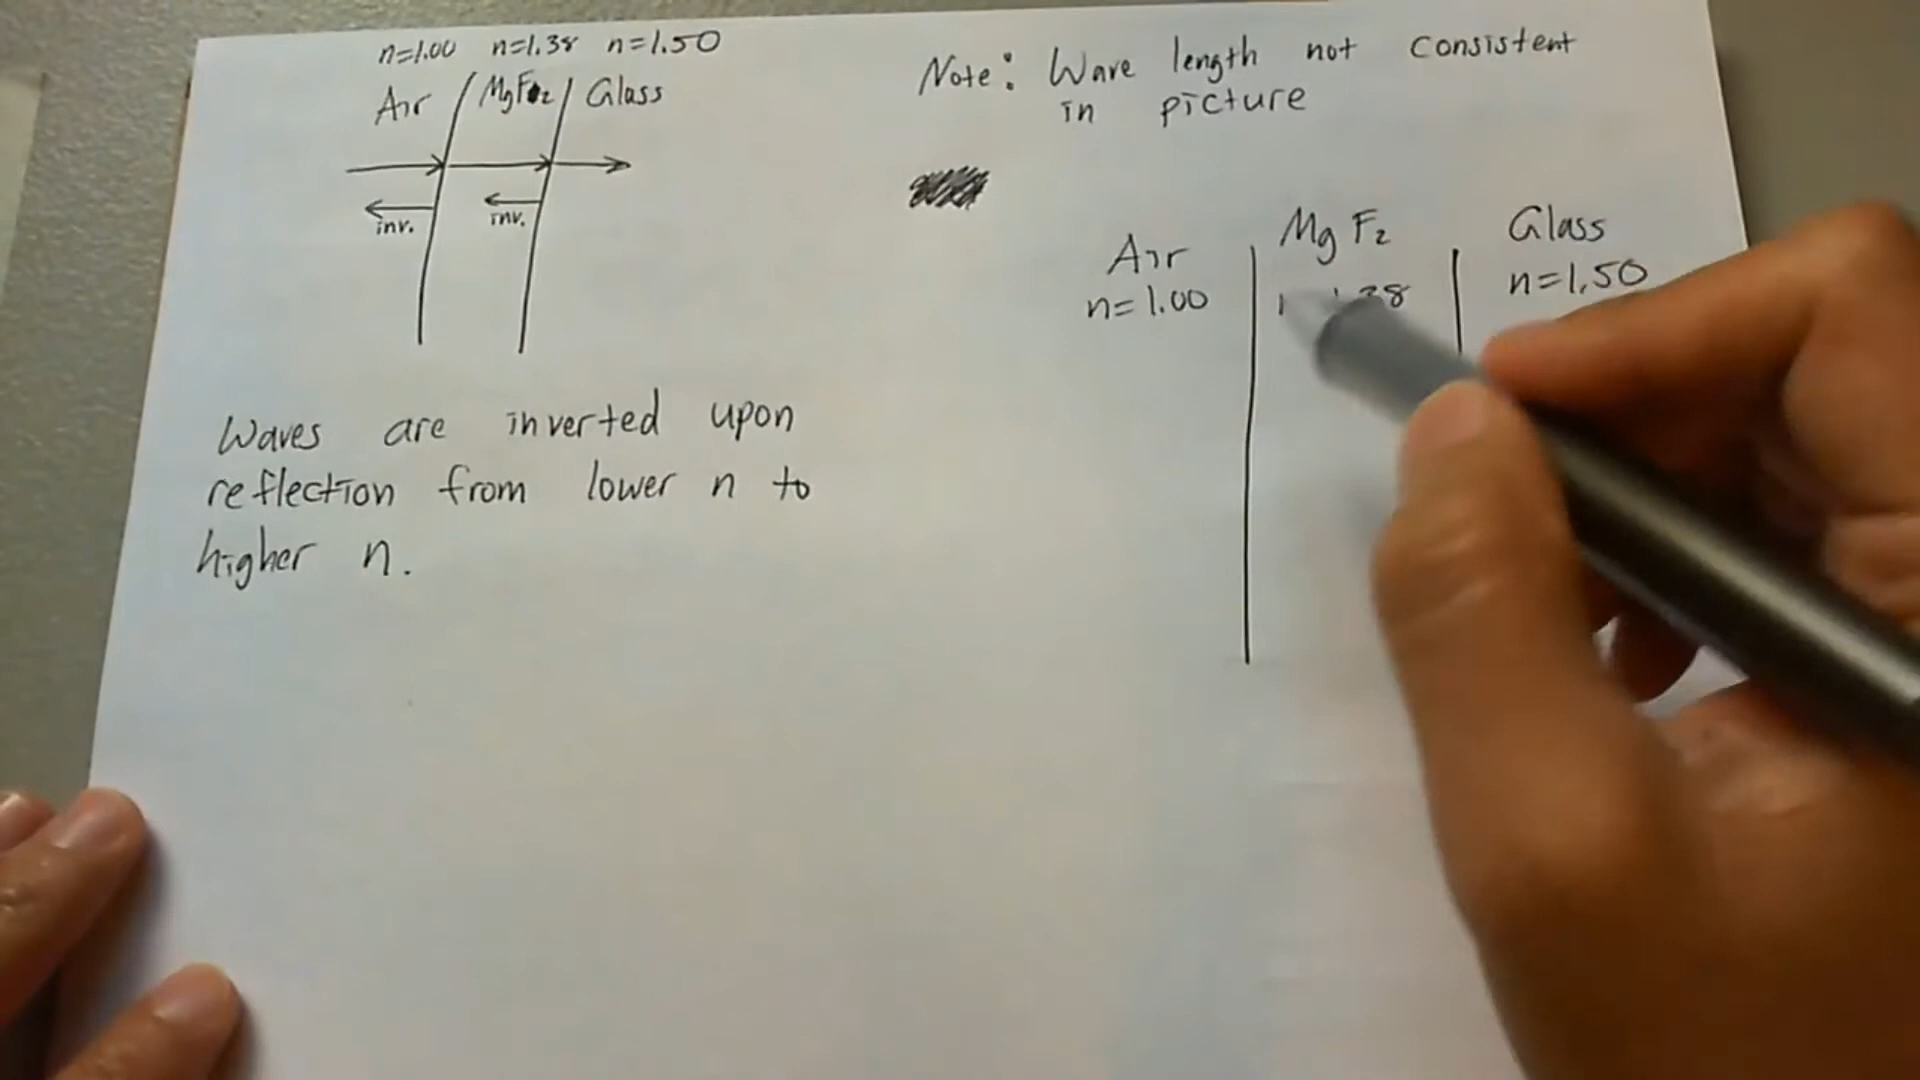 n=1.00 n=1.38 n=1.50
Air MgF2 Glass
inv. inv.
Waves are inverted upon
reflection from lower n to
higher n.
Note: Wave length not consistent
in picture
Air MgF2 Glass
n=1.00 n=1.50